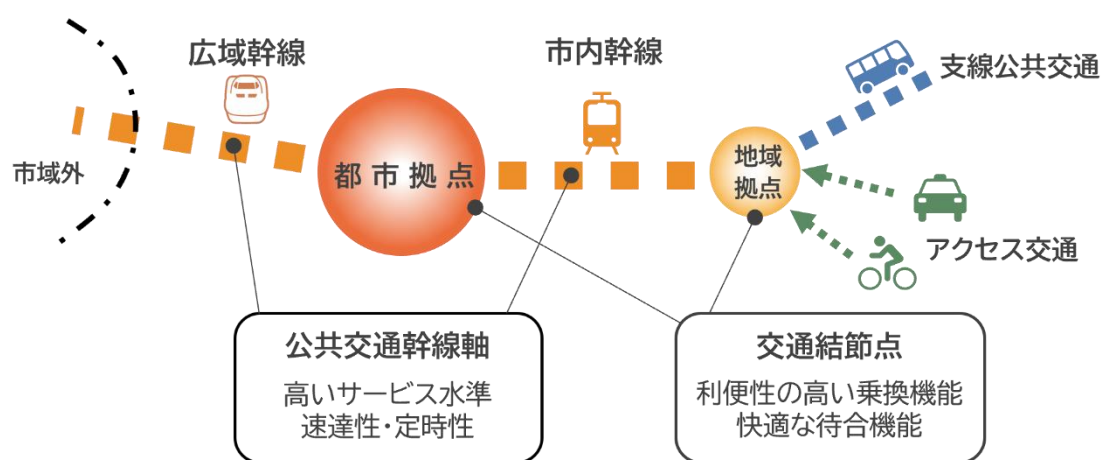 広域幹線
市内幹線
支線公共交通
市域外
都市拠点
地域
拠点
アクセス交通
公共交通幹線軸
高いサービス水準
速達性・定時性
交通結節点
利便性の高い乗換機能
快適な待合機能